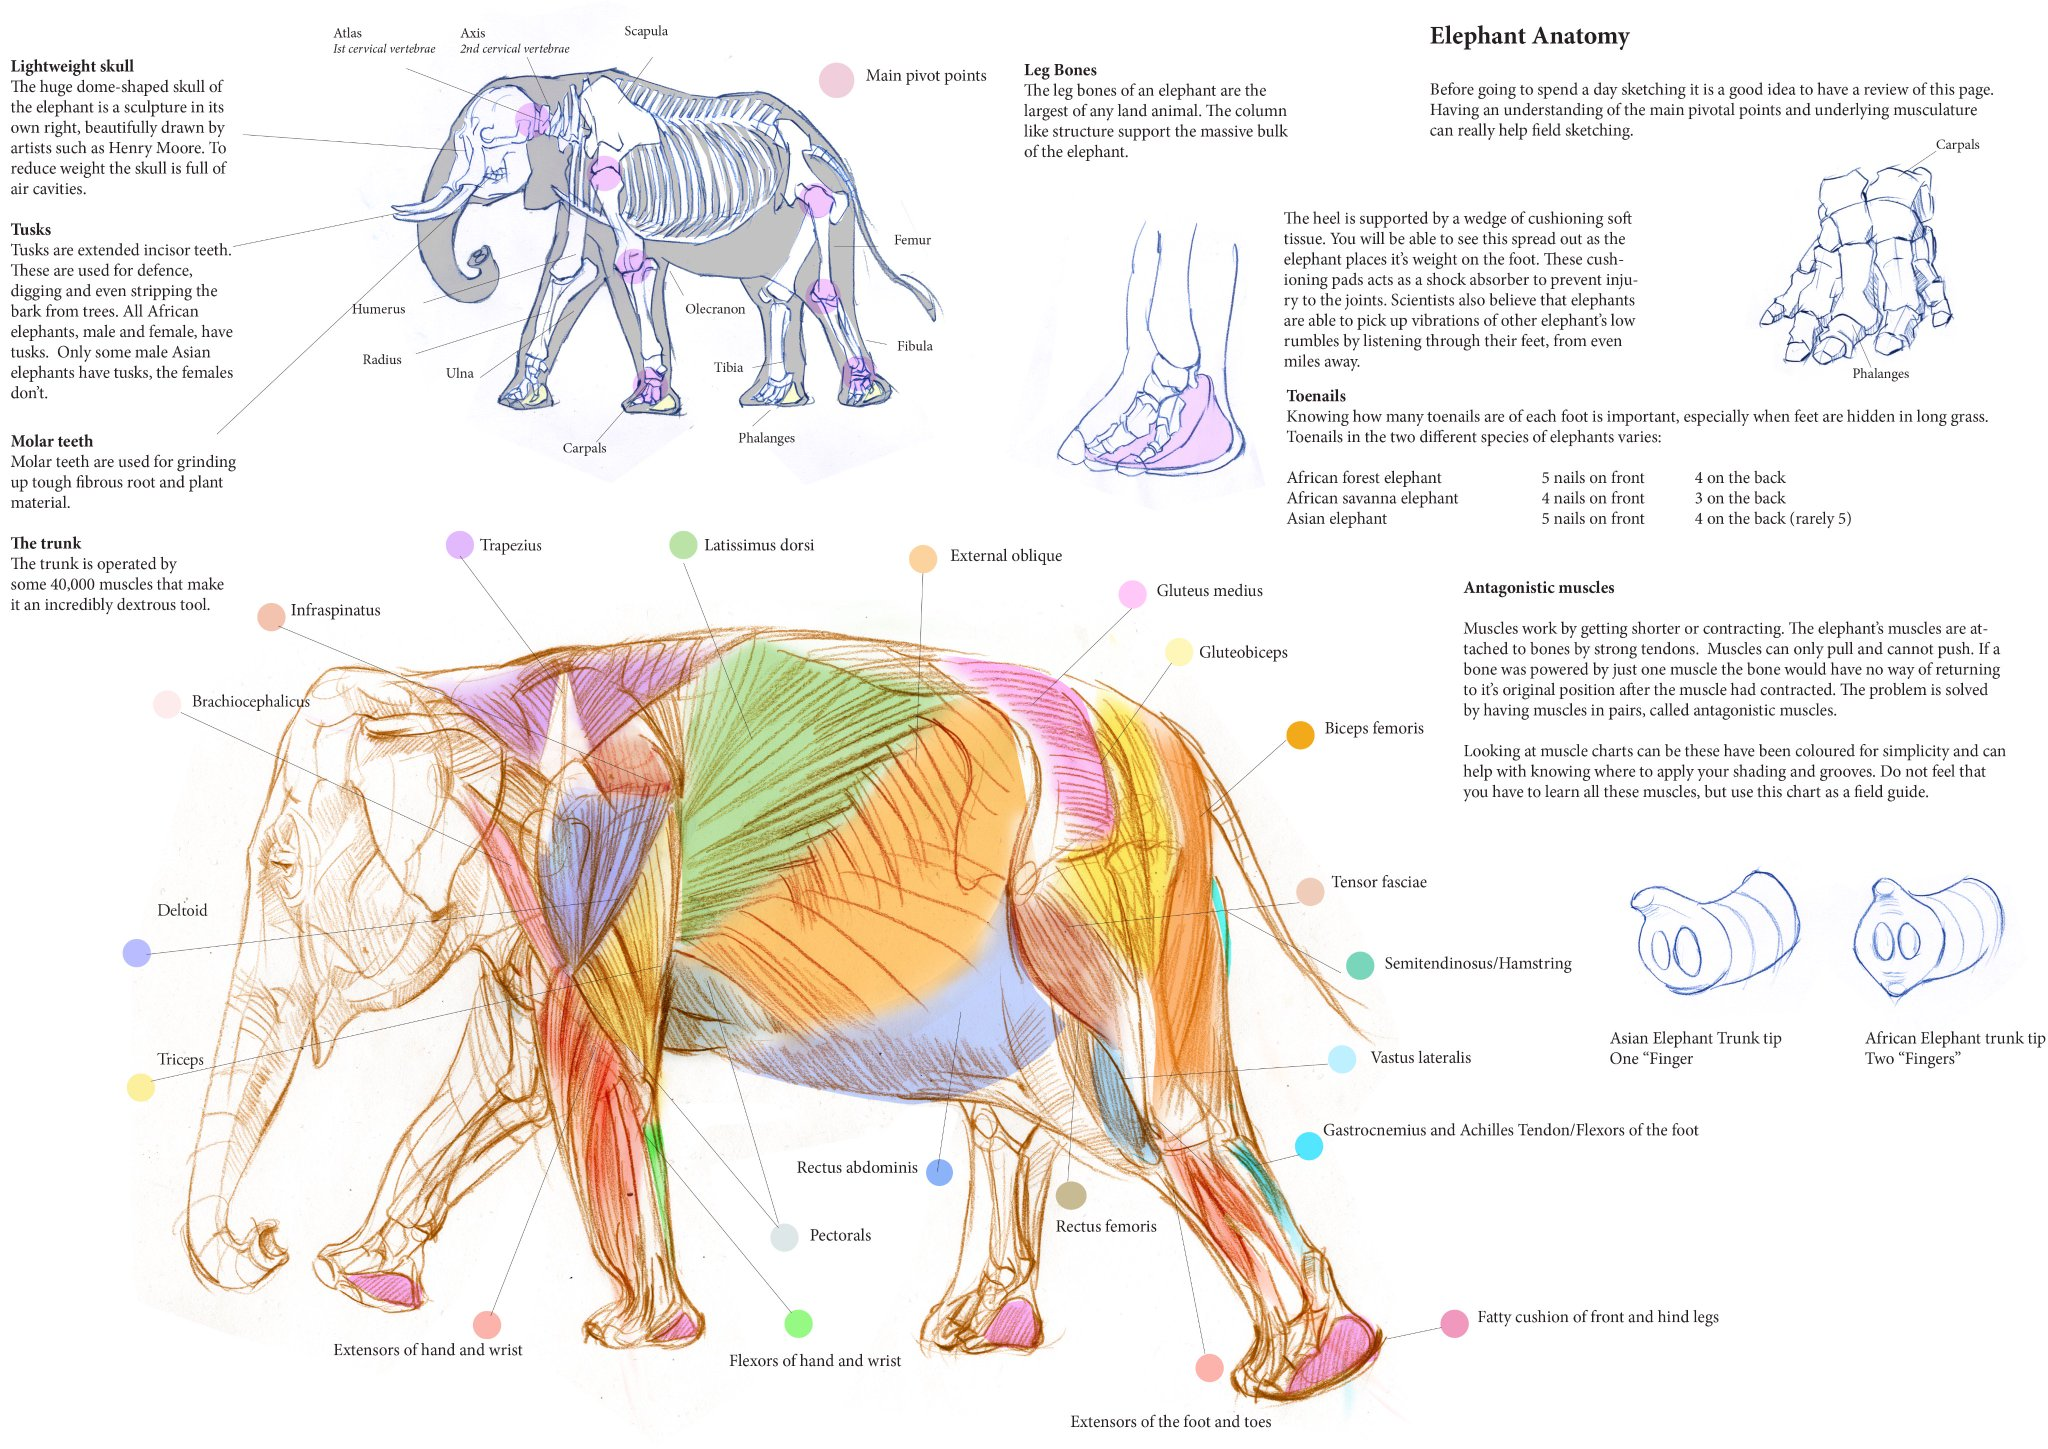 Elephant Anatomy
Before going to spend a day sketching it is a good idea to have a review of this page.
Having an understanding of the main pivotal points and underlying musculature
can really help field sketching.
Lightweight skull
The huge dome-shaped skull of
the elephant is a sculpture in its
own right, beautifully drawn by
artists such as Henry Moore. To
reduce weight the skull is full of
air cavities.
Tusks
Tusks are extended incisor teeth.
These are used for defence,
digging and even stripping the
bark from trees. All African
elephants, male and female, have
tusks.  Only some male Asian
elephants have tusks, the females
don't.
Molar teeth
Molar teeth are used for grinding
up tough fibrous root and plant
material.
The trunk
The trunk is operated by
some 40,000 muscles that make
it an incredibly dextrous tool.
Atlas
Ist cervical vertebrae
Axis
2nd cervical vertebrae
Scapula
Main pivot points
Femur
Humerus
Olecranon
Radius
Ulna
Tibia
Fibula
Carpals
Phalanges
Leg Bones
The leg bones of an elephant are the
largest of any land animal. The column
like structure support the massive bulk
of the elephant.
The heel is supported by a wedge of cushioning soft
tissue. You will be able to see this spread out as the
elephant places it's weight on the foot. These cush-
ioning pads acts as a shock absorber to prevent inju-
ry to the joints. Scientists also believe that elephants
are able to pick up vibrations of other elephant's low
rumbles by listening through their feet, from even
miles away.
Carpals
Phalanges
Toenails
Knowing how many toenails are of each foot is important, especially when feet are hidden in long grass.
Toenails in the two different species of elephants varies:
African forest elephant 5 nails on front 4 on the back
African savanna elephant 4 nails on front 3 on the back
Asian elephant 5 nails on front 4 on the back (rarely 5)
Antagonistic muscles
Muscles work by getting shorter or contracting. The elephant's muscles are at-
tached to bones by strong tendons.  Muscles can only pull and cannot push. If a
bone was powered by just one muscle the bone would have no way of returning
to it's original position after the muscle had contracted. The problem is solved
by having muscles in pairs, called antagonistic muscles.
Looking at muscle charts can be these have been coloured for simplicity and can
help with knowing where to apply your shading and grooves. Do not feel that
you have to learn all these muscles, but use this chart as a field guide.
Asian Elephant Trunk tip
One "Finger
African Elephant trunk tip
Two "Fingers"
Trapezius
Latissimus dorsi
External oblique
Gluteus medius
Infraspinatus
Gluteobiceps
Brachiocephalicus
Biceps femoris
Deltoid
Tensor fasciae
Semitendinosus/Hamstring
Triceps
Vastus lateralis
Gastrocnemius and Achilles Tendon/Flexors of the foot
Rectus abdominis
Rectus femoris
Pectorals
Fatty cushion of front and hind legs
Extensors of hand and wrist
Flexors of hand and wrist
Extensors of the foot and toes